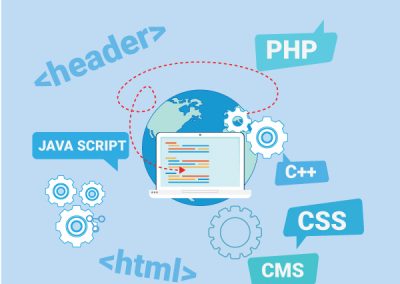 <header>
PHP
JAVA SCRIPT
C++
CSS
<html>
CMS